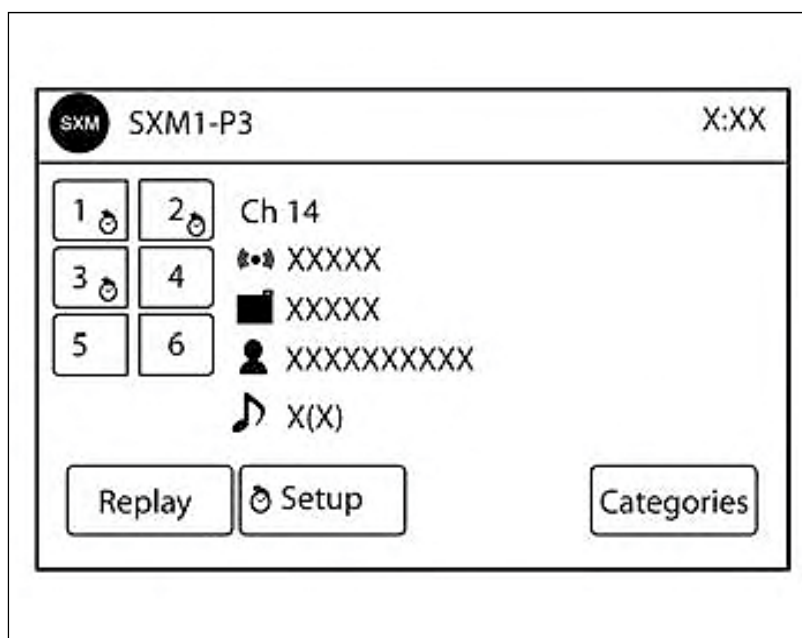 SXM SXM1-P3 X:XX
1 2 Ch 14
XXXXX
3 4
XXXXX
5 6 XXXXXXXXXX
X(X)
Replay Setup Categories